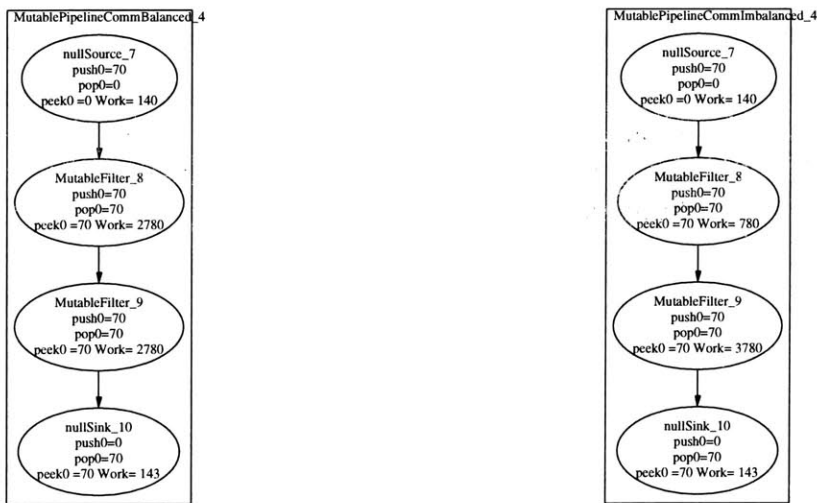 MutablePipelineCommBalanced_4
nullSource_7
push0=70
pop0=0
peek0 =0 Work= 140
MutableFilter_8
push0=70
pop0=70
peek0 =70 Work= 2780
MutableFilter_9
push0=70
pop0=70
peek0 =70 Work= 2780
nullSink_10
push0=0
pop0=70
peek0 =70 Work= 143
MutablePipelineCommImbalanced_4
nullSource_7
push0=70
pop0=0
peek0 =0 Work= 140
MutableFilter_8
push0=70
pop0=70
peek0 =70 Work= 780
MutableFilter_9
push0=70
pop0=70
peek0 =70 Work= 3780
nullSink_10
push0=0
pop0=70
peek0 =70 Work= 143